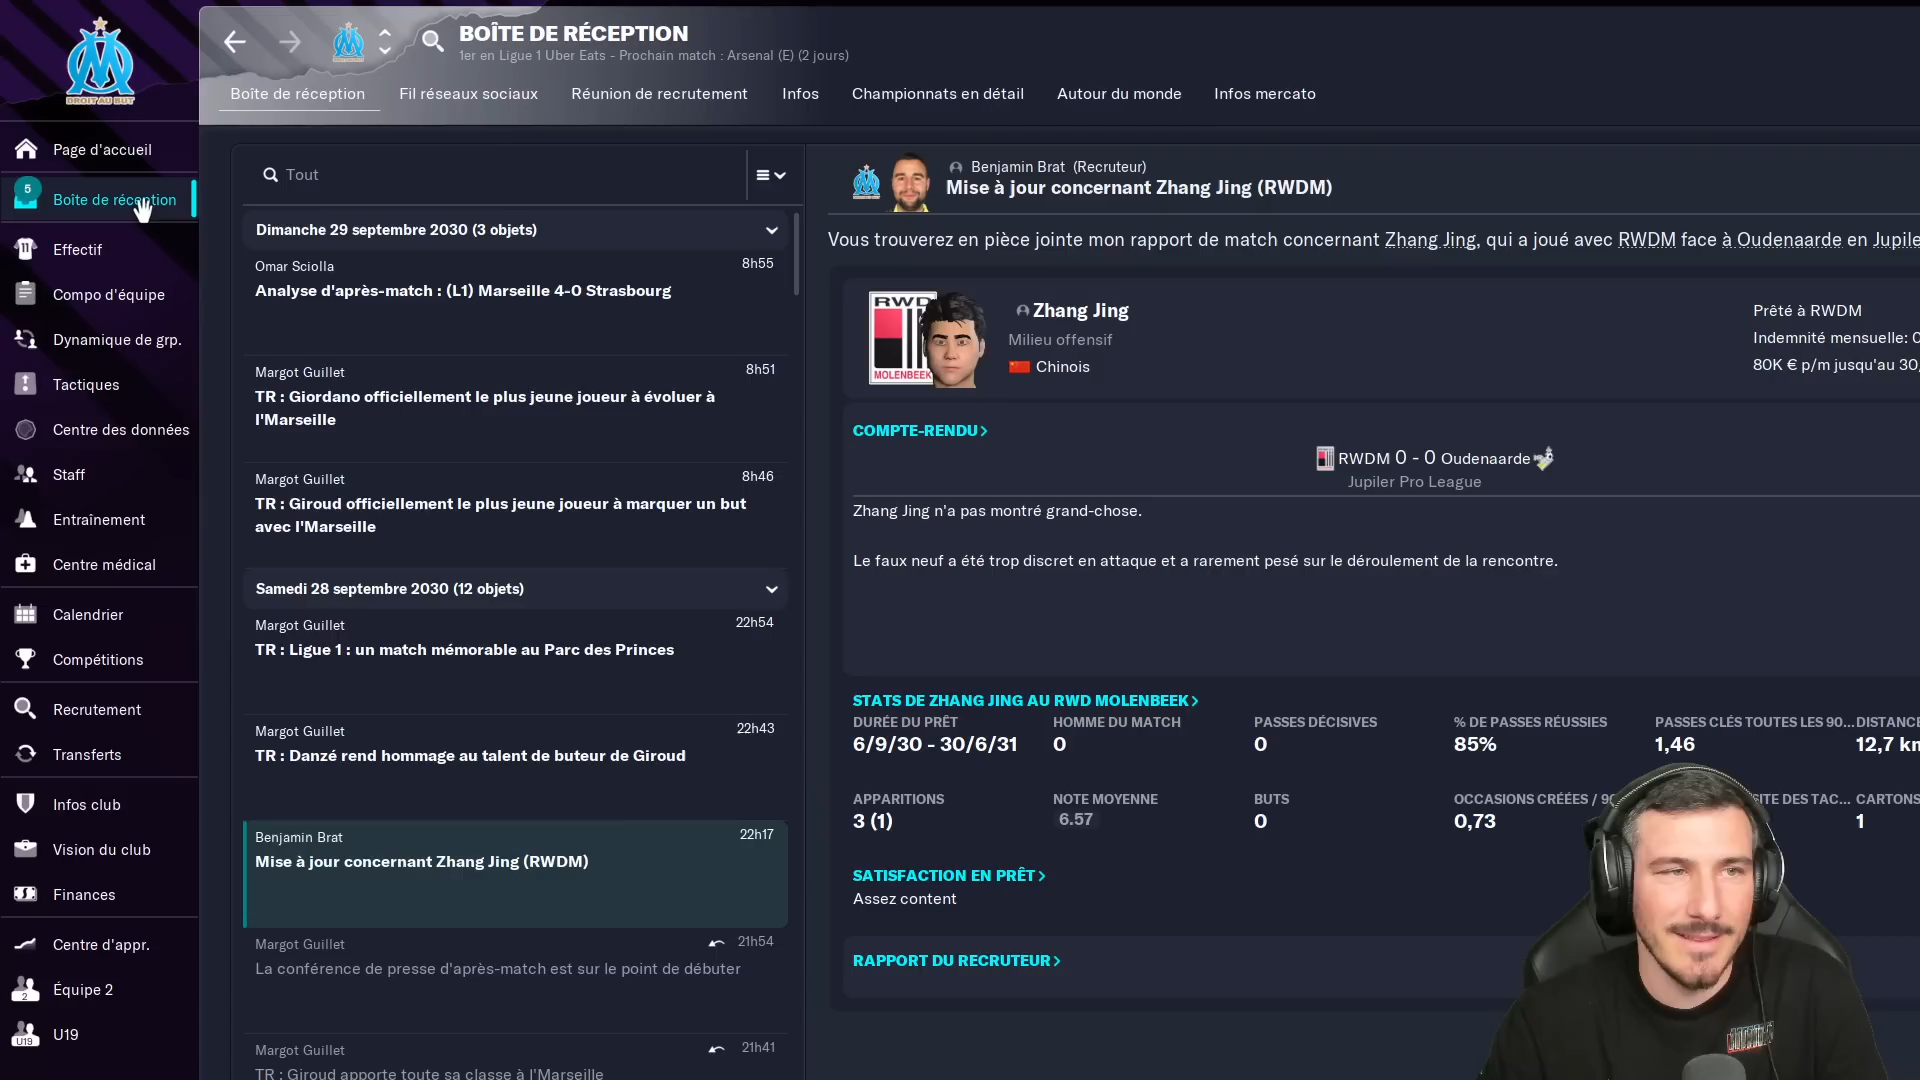 DROIT AU BUT
BOÎTE DE RÉCEPTION
1er en Ligue 1 Uber Eats - Prochain match : Arsenal (E) (2 jours)
Boîte de réception
Fil réseaux sociaux
Réunion de recrutement
Infos
Championnats en détail
Autour du monde
Infos mercato
Page d'accueil
5
Boîte de réception
Effectif
Compo d'équipe
Dynamique de grp.
Tactiques
Centre des données
Staff
Entraînement
Centre médical
Calendrier
Compétitions
Recrutement
Transferts
Infos club
Vision du club
Finances
Centre d'appr.
2
Équipe 2
U19
U19
Tout
Dimanche 29 septembre 2030 (3 objets)
Omar Sciolla
8h55
Analyse d'après-match : (L1) Marseille 4-0 Strasbourg
Margot Guillet
8h51
TR : Giordano officiellement le plus jeune joueur à évoluer à
l'Marseille
Margot Guillet
8h46
TR : Giroud officiellement le plus jeune joueur à marquer un but
avec l'Marseille
Samedi 28 septembre 2030 (12 objets)
Margot Guillet
22h54
TR : Ligue 1 : un match mémorable au Parc des Princes
Margot Guillet
22h43
TR : Danzé rend hommage au talent de buteur de Giroud
Benjamin Brat
22h17
Mise à jour concernant Zhang Jing (RWDM)
Margot Guillet
21h54
La conférence de presse d'après-match est sur le point de débuter
Margot Guillet
21h41
TR : Giroud apporte toute sa classe à l'Marseille
Benjamin Brat (Recruteur)
Mise à jour concernant Zhang Jing (RWDM)
Vous trouverez en pièce jointe mon rapport de match concernant Zhang Jing, qui a joué avec RWDM face à Oudenaarde en Jupile
RWD
MOLENBEEK
Zhang Jing
Milieu offensif
Chinois
Prêté à RWDM
Indemnité mensuelle: 0
80K € p/m jusqu'au 30,
COMPTE-RENDU
RWDM 0 - 0 Oudenaarde
Jupiler Pro League
Zhang Jing n'a pas montré grand-chose.
Le faux neuf a été trop discret en attaque et a rarement pesé sur le déroulement de la rencontre.
STATS DE ZHANG JING AU RWD MOLENBEEK
DURÉE DU PRÊT
6/9/30 - 30/6/31
HOMME DU MATCH
0
PASSES DÉCISIVES
0
% DE PASSES RÉUSSIES
85%
PASSES CLÉS TOUTES LES 90...
1,46
DISTANCE
12,7 km
APPARITIONS
3 (1)
NOTE MOYENNE
6.57
BUTS
0
OCCASIONS CRÉÉES / 90
0,73
SITE DES TAC...
CARTONS
1
SATISFACTION EN PRÊT
Assez content
RAPPORT DU RECRUTEUR